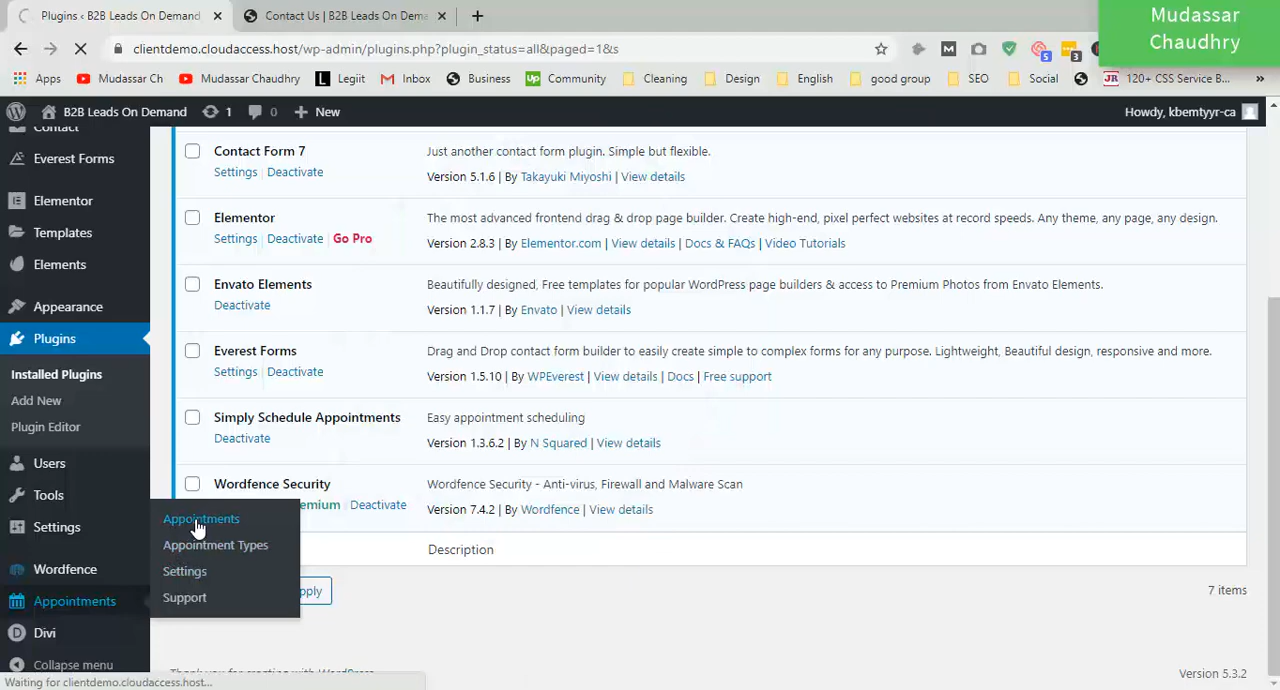 Plugins ‹ B2B Leads On Demand
Contact Us | B2B Leads On Dema
Mudassar
Chaudhry
clientdemo.cloudaccess.host/wp-admin/plugins.php?plugin_status=all&paged=1&s
M
5
3
Apps
Mudassar Ch
Mudassar Chaudhry
Legiit
Inbox
Business
Up Community
Cleaning
Design
English
good group
SEO
Social
JR 120+ CSS Service B...
»
B2B Leads On Demand
1
0
New
Howdy, kbemtyyr-ca
Contact
Everest Forms
Elementor
Templates
Elements
Appearance
Plugins
Installed Plugins
Add New
Plugin Editor
Users
Tools
Settings
Wordfence
Appointments
Divi
Collapse menu
Contact Form 7
Just another contact form plugin. Simple but flexible.
Settings | Deactivate
Version 5.1.6 | By Takayuki Miyoshi | View details
Elementor
The most advanced frontend drag & drop page builder. Create high-end, pixel perfect websites at record speeds. Any theme, any page, any design.
Settings | Deactivate | Go Pro
Version 2.8.3 | By Elementor.com | View details | Docs & FAQs | Video Tutorials
Envato Elements
Beautifully designed, Free templates for popular WordPress page builders & access to Premium Photos from Envato Elements.
Deactivate
Version 1.1.7 | By Envato | View details
Everest Forms
Drag and Drop contact form builder to easily create simple to complex forms for any purpose. Lightweight, Beautiful design, responsive and more.
Settings | Deactivate
Version 1.5.10 | By WPEverest | View details | Docs | Free support
Simply Schedule Appointments
Easy appointment scheduling
Deactivate
Version 1.3.6.2 | By N Squared | View details
Wordfence Security
Wordfence Security - Anti-virus, Firewall and Malware Scan
emium | Deactivate
Version 7.4.2 | By Wordfence | View details
Appointments
Appointment Types
Settings
Support
Description
pply
7 items
Thank you for creating with WordPress
Version 5.3.2
Waiting for clientdemo.cloudaccess.host...